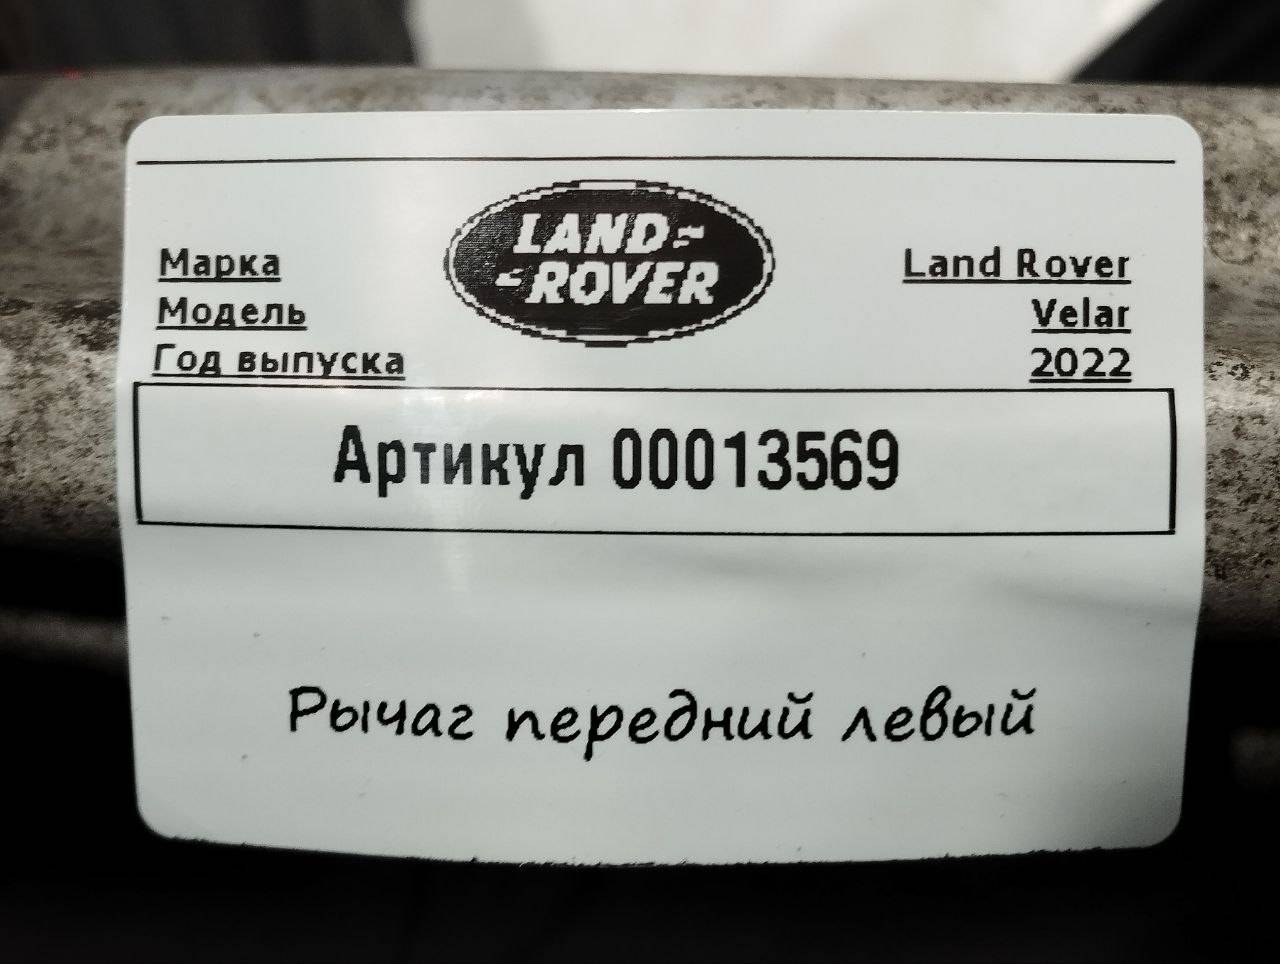 LAND-
-ROVER
Марка Land Rover
Модель Velar
Год выпуска 2022
Артикул 00013569
Рычаг передний левый